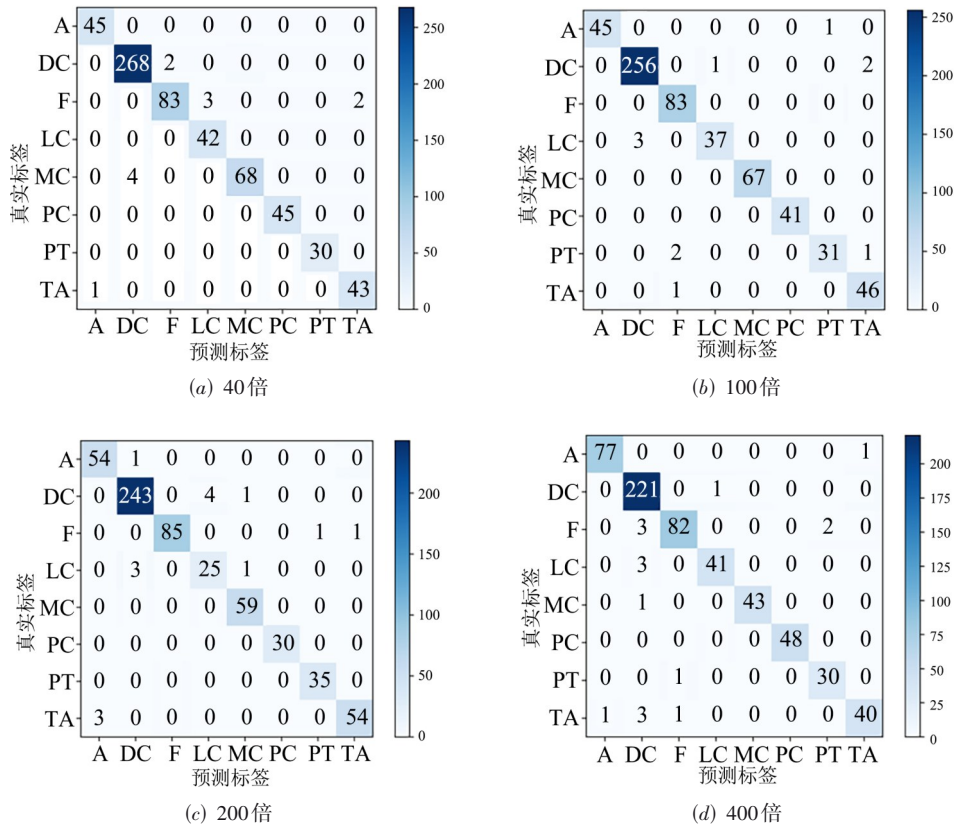 A 45 0 0 0 0 0 0 0
DC 0 268 2 0 0 0 0 0
F 0 0 83 3 0 0 0 2
LC 0 0 0 42 0 0 0 0
MC 0 4 0 0 68 0 0 0
PC 0 0 0 0 0 45 0 0
PT 0 0 0 0 0 0 30 0
TA 1 0 0 0 0 0 0 43
A DC F LC MC PC PT TA
真实标签
预测标签
250
200
150
100
50
0
(a) 40倍
A 45 0 0 0 0 0 1 0
DC 0 256 0 1 0 0 0 2
F 0 0 83 0 0 0 0 0
LC 0 3 0 37 0 0 0 0
MC 0 0 0 0 67 0 0 0
PC 0 0 0 0 0 41 0 0
PT 0 0 2 0 0 0 31 1
TA 0 0 1 0 0 0 0 46
A DC F LC MC PC PT TA
真实标签
预测标签
250
200
150
100
50
0
(b) 100倍
A 54 1 0 0 0 0 0 0
DC 0 243 0 4 1 0 0 0
F 0 0 85 0 0 0 1 1
LC 0 3 0 25 1 0 0 0
MC 0 0 0 0 59 0 0 0
PC 0 0 0 0 0 30 0 0
PT 0 0 0 0 0 0 35 0
TA 3 0 0 0 0 0 0 54
A DC F LC MC PC PT TA
真实标签
预测标签
200
150
100
50
0
(c) 200倍
A 77 0 0 0 0 0 0 1
DC 0 221 0 1 0 0 0 0
F 0 3 82 0 0 0 2 0
LC 0 3 0 41 0 0 0 0
MC 0 1 0 0 43 0 0 0
PC 0 0 0 0 0 48 0 0
PT 0 0 1 0 0 0 30 0
TA 1 3 1 0 0 0 0 40
A DC F LC MC PC PT TA
真实标签
预测标签
200
175
150
125
100
75
50
25
0
(d) 400倍